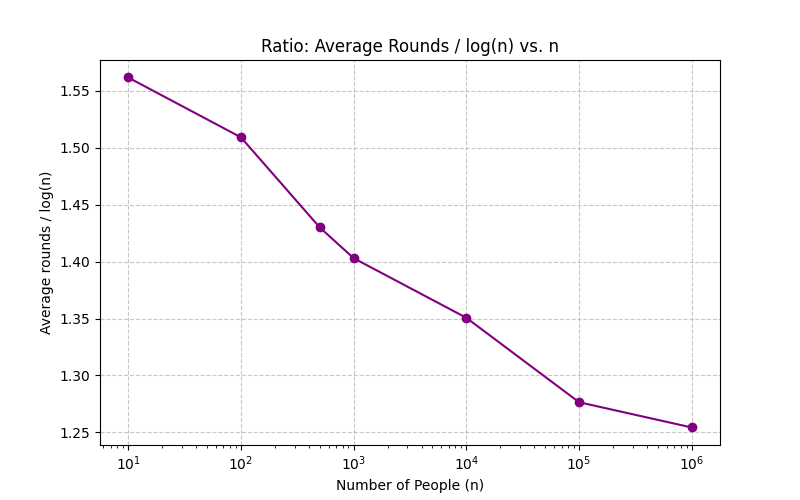 Ratio: Average Rounds / log(n) vs. n
Average rounds / log(n)
1.55
1.50
1.45
1.40
1.35
1.30
1.25
10¹ 10² 10³ 10⁴ 10⁵ 10⁶
Number of People (n)